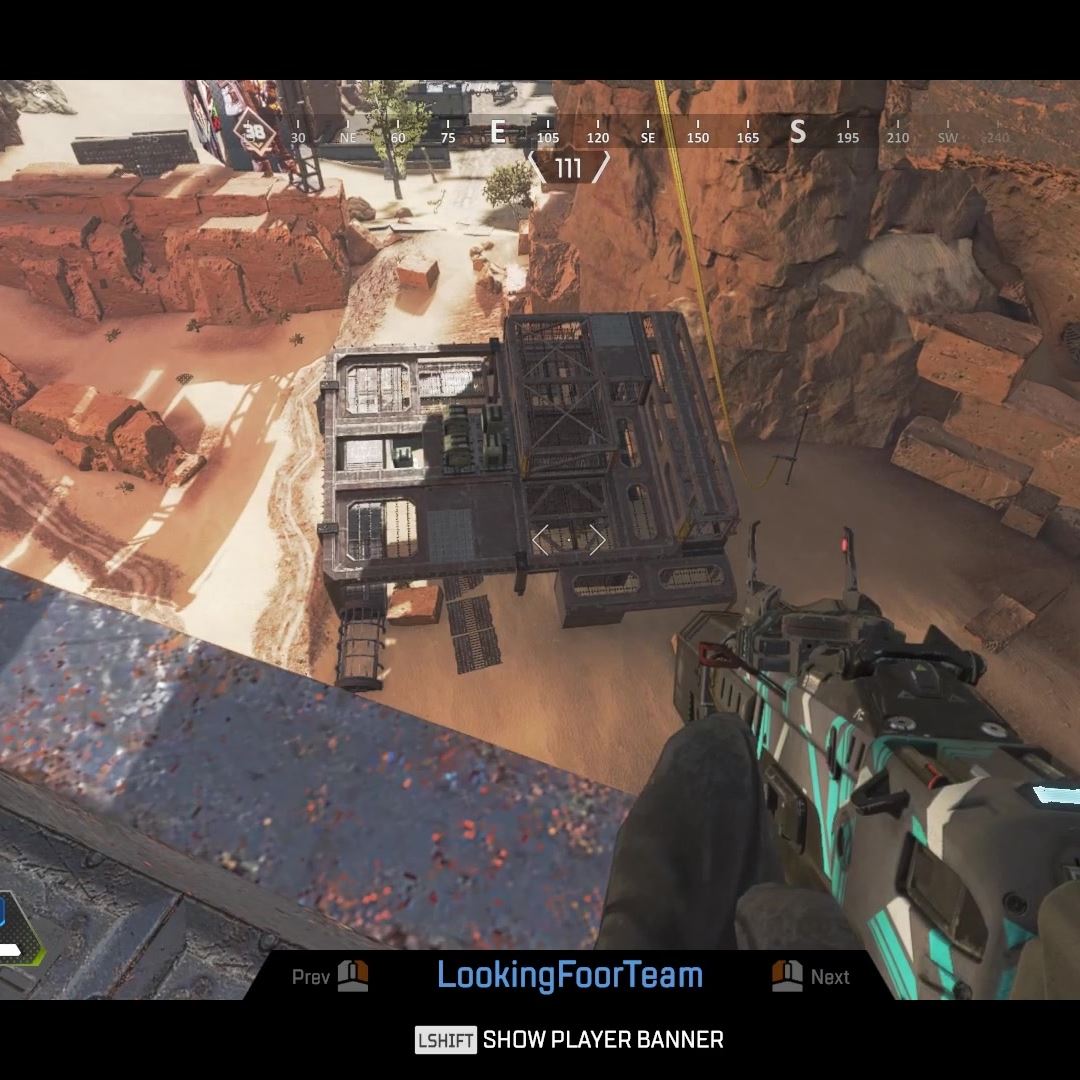 38
30 NE 60 75 E 105 120 SE 150 165 S 195 210 SW 240
111
Prev LookingFoorTeam Next
LSHIFT SHOW PLAYER BANNER